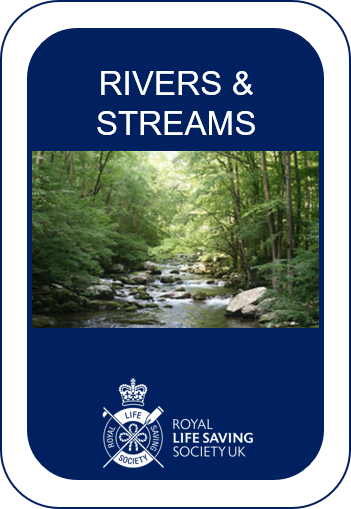 RIVERS &
STREAMS
LIFE
ROYAL
SAVING
SOCIETY
ROYAL
LIFE SAVING
SOCIETY UK